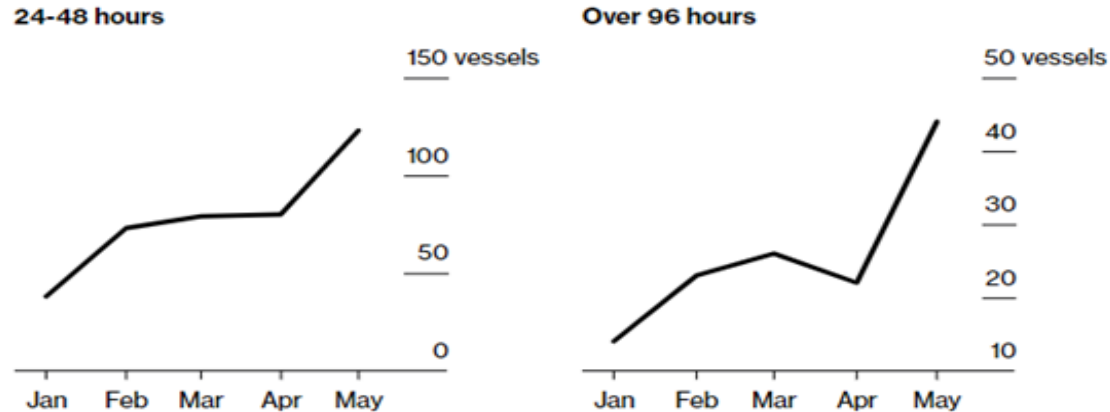 24-48 hours
150 vessels
100
50
0
Jan Feb Mar Apr May
Over 96 hours
50 vessels
40
30
20
10
Jan Feb Mar Apr May